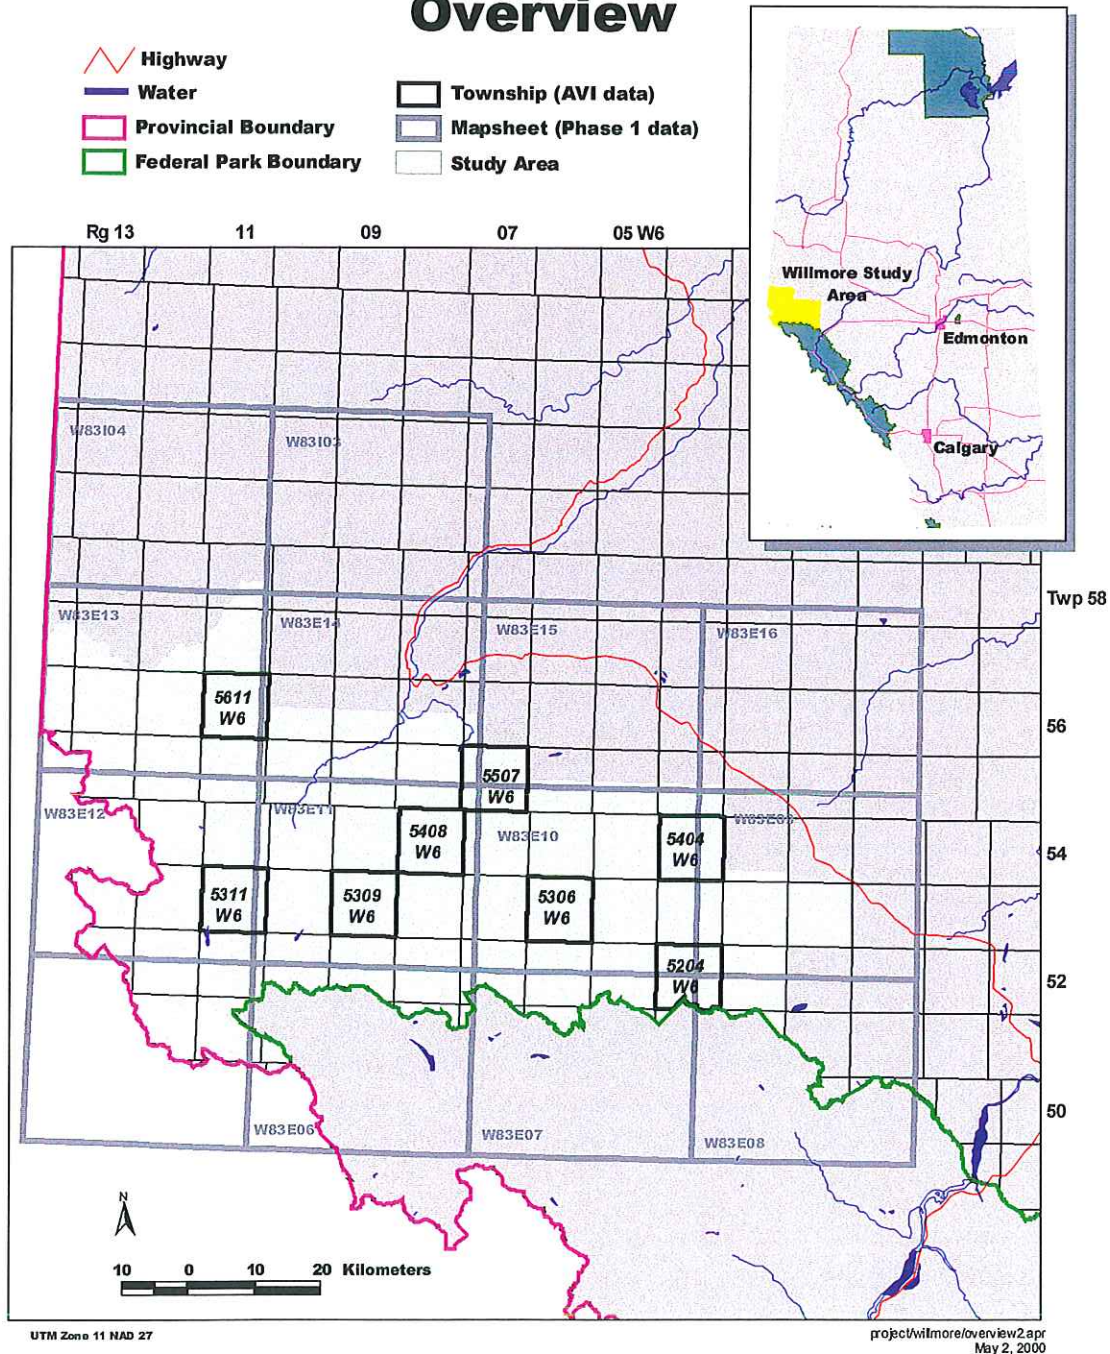 Overview
Highway
Water
Provincial Boundary
Federal Park Boundary
Township (AVI data)
Mapsheet (Phase 1 data)
Study Area
Willmore Study
Area
Edmonton
Calgary
Rg 13
11
09
07
05 W6
W83I04
W83I03
Twp 58
W83E13
W83E14
W83E15
W83E16
5611
W6
56
5507
W6
W83E12
W83E11
W83E10
W83E09
5408
W6
5404
W6
54
5311
W6
5309
W6
5306
W6
5204
W6
52
50
W83E06
W83E07
W83E08
N
10 0 10 20 Kilometers
UTM Zone 11 NAD 27
project/willmore/overview2.apr
May 2, 2000